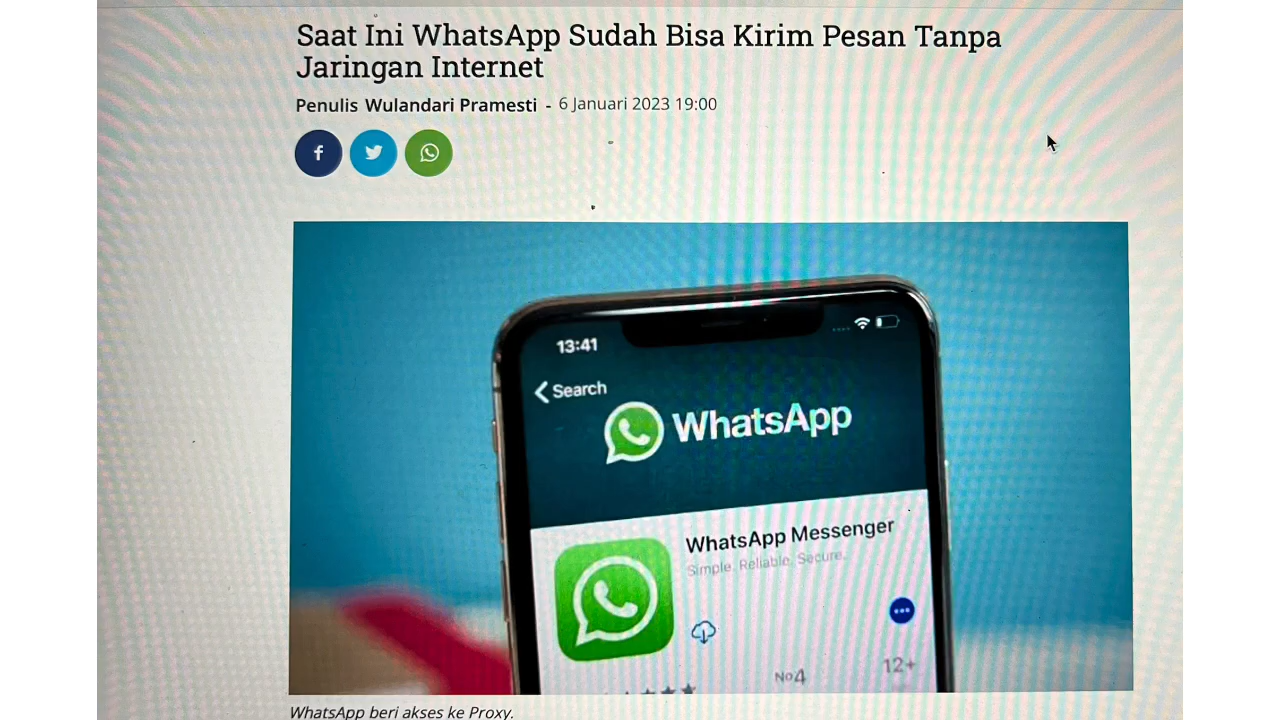 Saat Ini WhatsApp Sudah Bisa Kirim Pesan Tanpa
Jaringan Internet
Penulis Wulandari Pramesti - 6 Januari 2023 19:00
13:41
Search
WhatsApp
WhatsApp Messenger
Simple. Reliable. Secure.
No4
12+
WhatsApp beri akses ke Proxy.